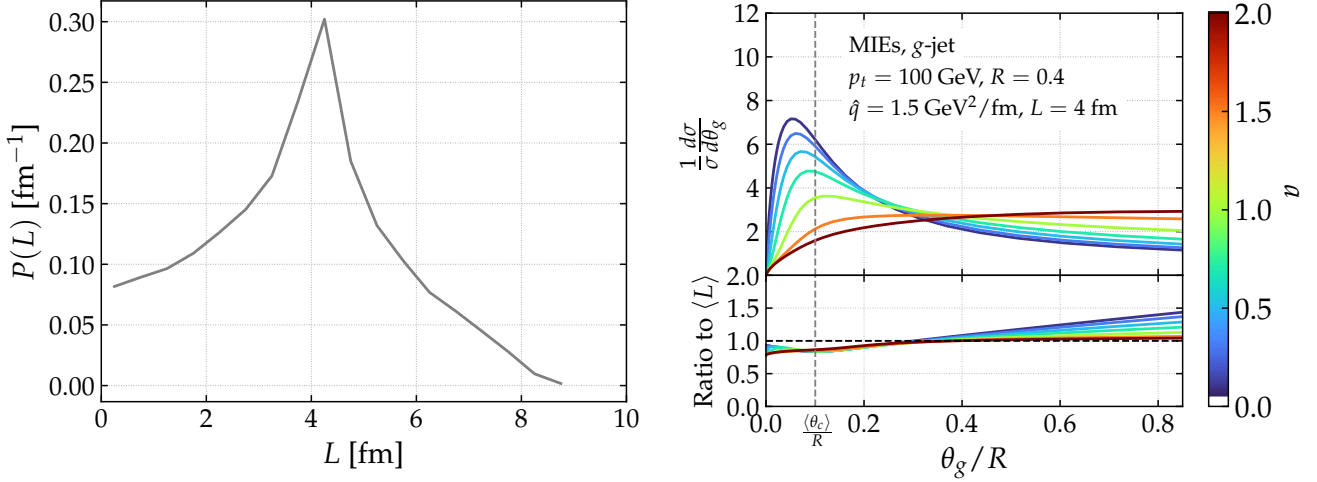 0.30
0.25
0.20
0.15
0.10
0.05
0.00
P(L) [fm⁻¹]
0 2 4 6 8 10
L [fm]
12
10
8
6
4
2
1/σ dσ/dθ_g
MIEs, g-jet
p_t = 100 GeV, R = 0.4
q̂ = 1.5 GeV²/fm, L = 4 fm
2.0
1.5
1.0
0.5
0.0
Ratio to ⟨L⟩
0.0 ⟨θ_c⟩/R 0.2 0.4 0.6 0.8
θ_g/R
2.0
1.5
1.0
0.5
0.0
a